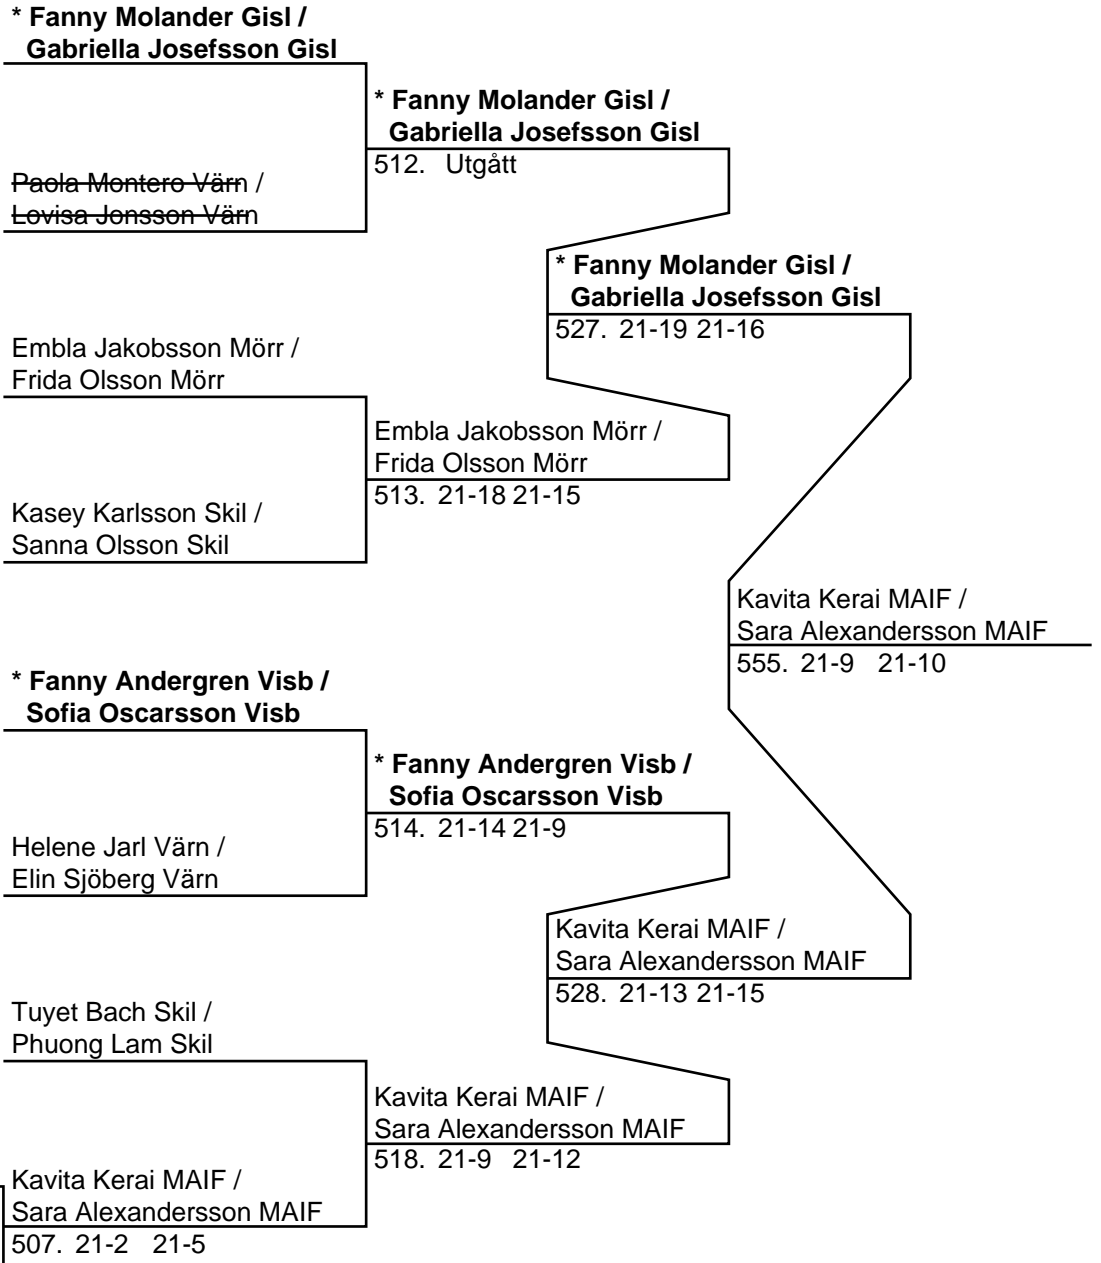 * Fanny Molander Gisl /
Gabriella Josefsson Gisl
* Fanny Molander Gisl /
Gabriella Josefsson Gisl
512. Utgått
Paola Montero Värn /
Lovisa Jonsson Värn
* Fanny Molander Gisl /
Gabriella Josefsson Gisl
527. 21-19 21-16
Embla Jakobsson Mörr /
Frida Olsson Mörr
Embla Jakobsson Mörr /
Frida Olsson Mörr
513. 21-18 21-15
Kasey Karlsson Skil /
Sanna Olsson Skil
Kavita Kerai MAIF /
Sara Alexandersson MAIF
555. 21-9 21-10
* Fanny Andergren Visb /
Sofia Oscarsson Visb
* Fanny Andergren Visb /
Sofia Oscarsson Visb
514. 21-14 21-9
Helene Jarl Värn /
Elin Sjöberg Värn
Kavita Kerai MAIF /
Sara Alexandersson MAIF
528. 21-13 21-15
Tuyet Bach Skil /
Phuong Lam Skil
Kavita Kerai MAIF /
Sara Alexandersson MAIF
518. 21-9 21-12
Kavita Kerai MAIF /
Sara Alexandersson MAIF
507. 21-2 21-5